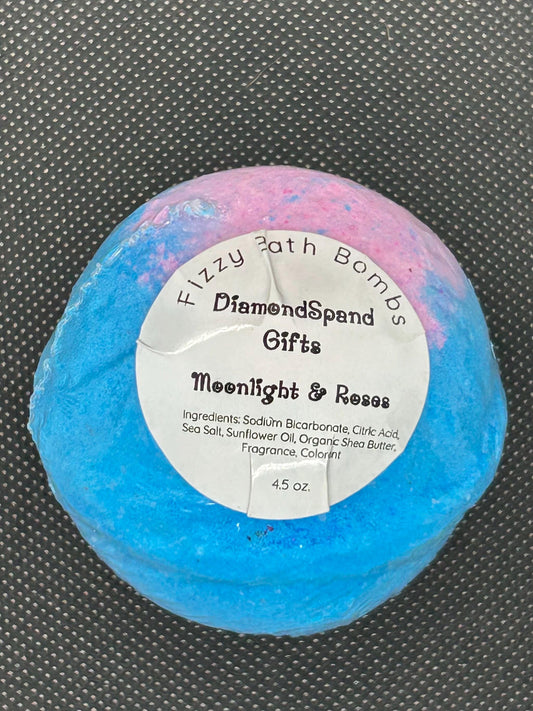 Fizzy Bath Bombs
DiamondSpand
Gifts
Moonlight & Roses
Ingredients: Sodium Bicarbonate, Citric Acid,
Sea Salt, Sunflower Oil, Organic Shea Butter,
Fragrance, Colorant
4.5 oz.